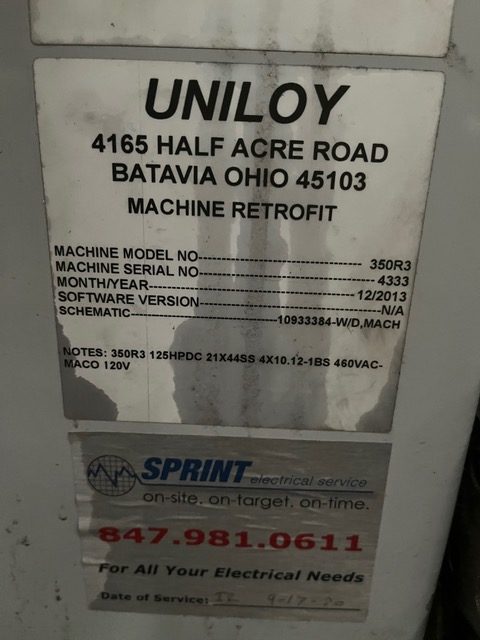 UNILOY
4165 HALF ACRE ROAD
BATAVIA OHIO 45103
MACHINE RETROFIT
MACHINE MODEL NO------------------------------------ 350R3
MACHINE SERIAL NO----------------------------------- 4333
MONTH/YEAR---------------------------------------12/2013
SOFTWARE VERSION-----------------------------------N/A
SCHEMATIC-----------------------------10933384-W/D,MACH
NOTES: 350R3 125HPDC 21X44SS 4X10.12-1BS 460VAC-
MACO 120V
SPRINT electrical service
on-site. on-target. on-time.
847.981.0611
For All Your Electrical Needs
Date of Service: 9-17-20